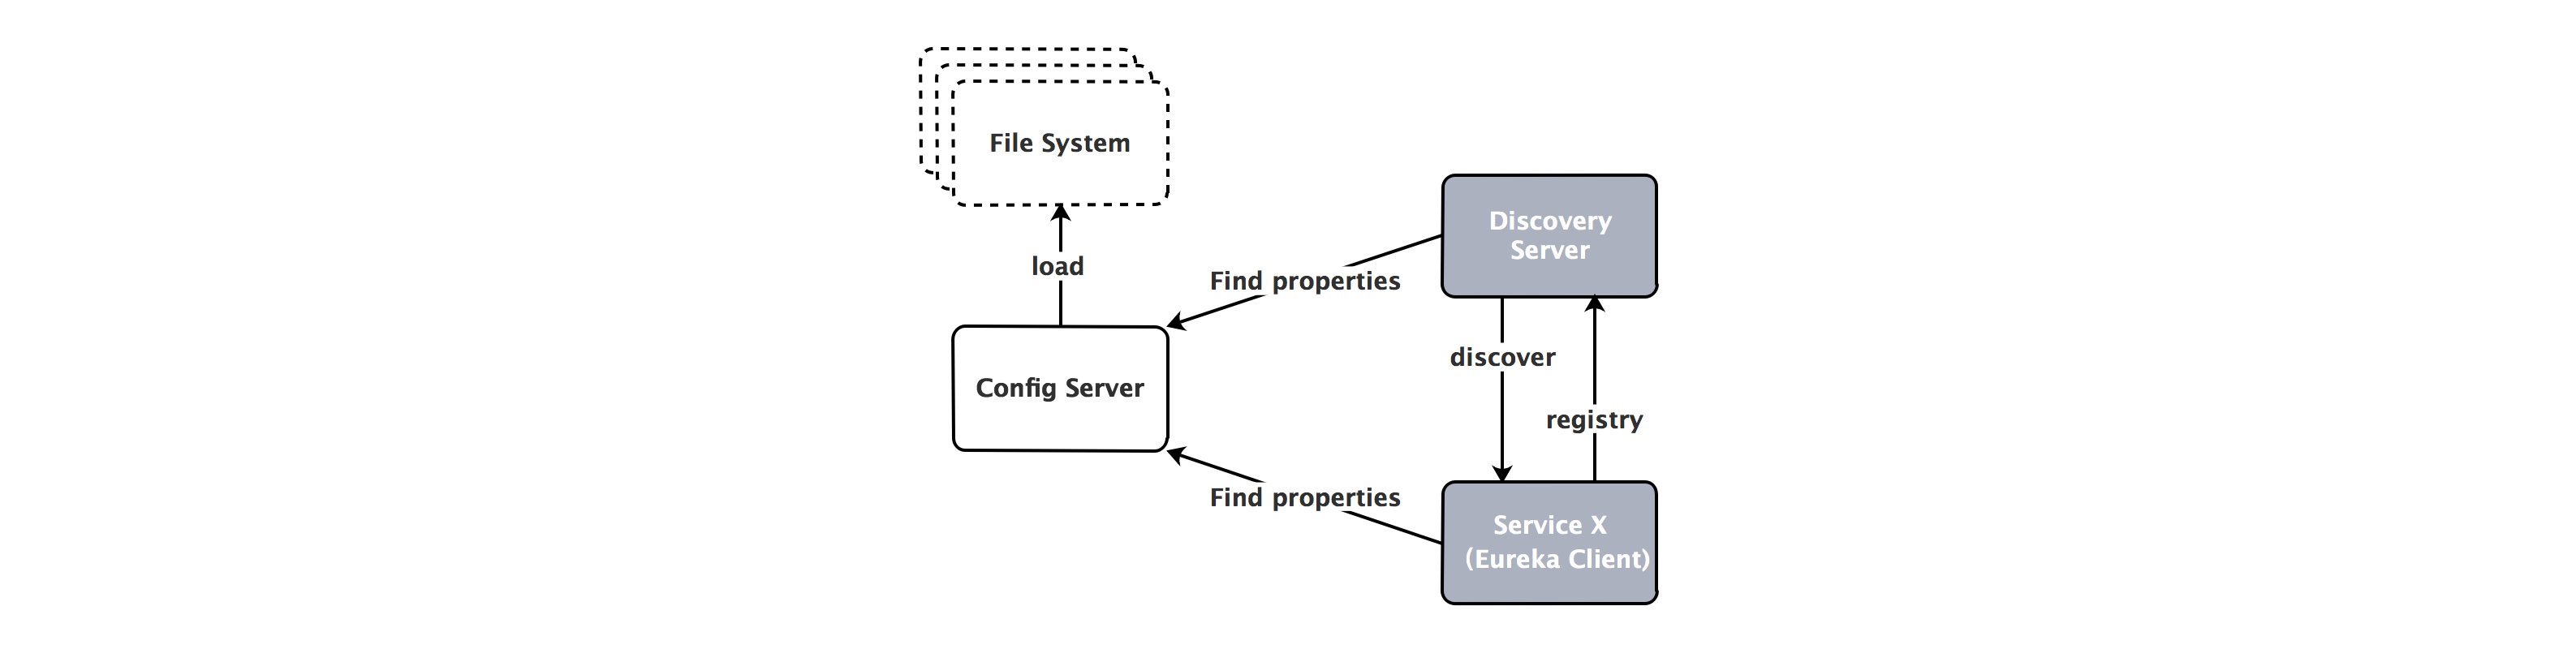 File System
load
Discovery
Server
Find properties
discover
Config Server
registry
Find properties
Service X
(Eureka Client)